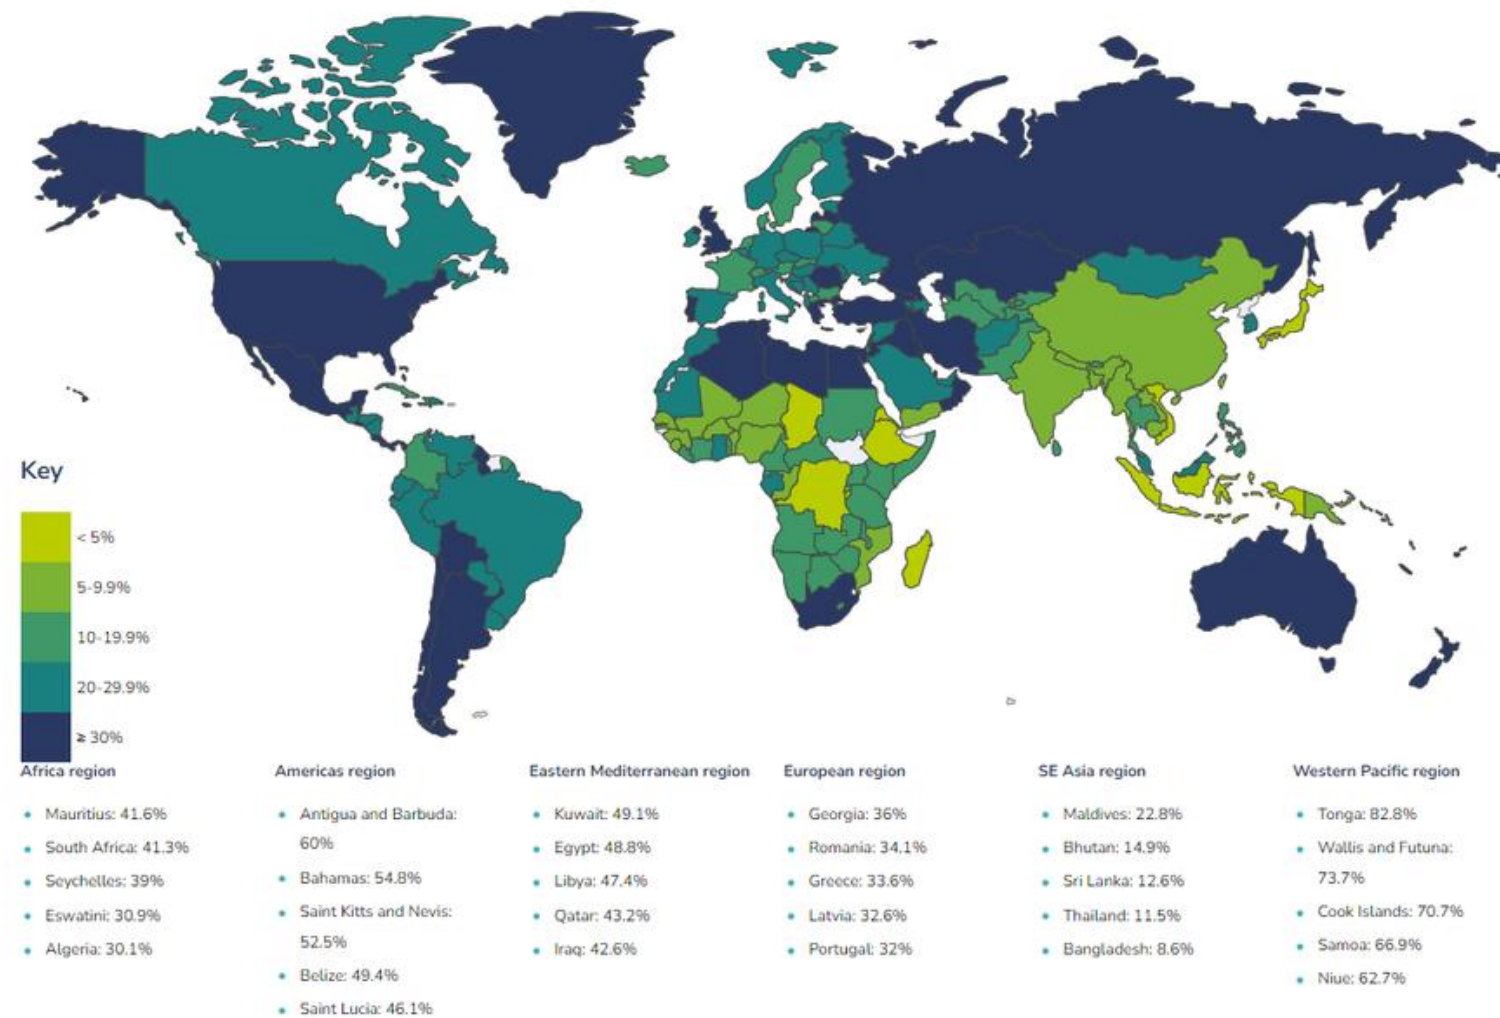 Key
< 5%
5-9.9%
10-19.9%
20-29.9%
≥ 30%
Africa region
• Mauritius: 41.6%
• South Africa: 41.3%
• Seychelles: 39%
• Eswatini: 30.9%
• Algeria: 30.1%
Americas region
• Antigua and Barbuda:
60%
• Bahamas: 54.8%
• Saint Kitts and Nevis:
52.5%
• Belize: 49.4%
• Saint Lucia: 46.1%
Eastern Mediterranean region
• Kuwait: 49.1%
• Egypt: 48.8%
• Libya: 47.4%
• Qatar: 43.2%
• Iraq: 42.6%
European region
• Georgia: 36%
• Romania: 34.1%
• Greece: 33.6%
• Latvia: 32.6%
• Portugal: 32%
SE Asia region
• Maldives: 22.8%
• Bhutan: 14.9%
• Sri Lanka: 12.6%
• Thailand: 11.5%
• Bangladesh: 8.6%
Western Pacific region
• Tonga: 82.8%
• Wallis and Futuna:
73.7%
• Cook Islands: 70.7%
• Samoa: 66.9%
• Niue: 62.7%